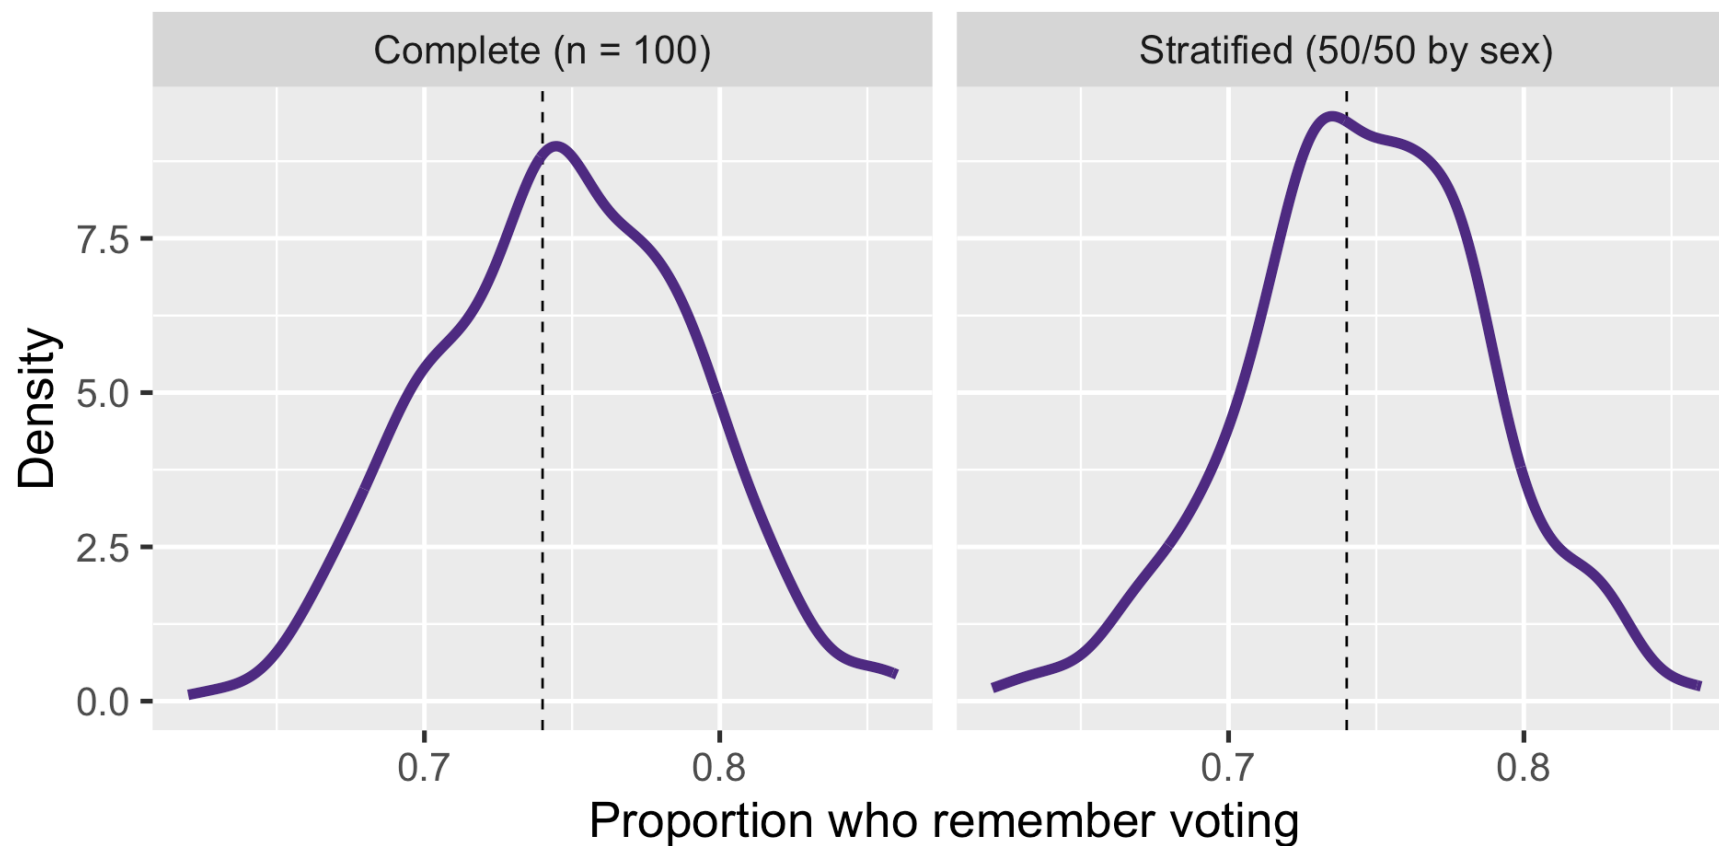 Complete (n = 100)
Stratified (50/50 by sex)
Density
7.5
5.0
2.5
0.0
0.7
0.8
0.7
0.8
Proportion who remember voting